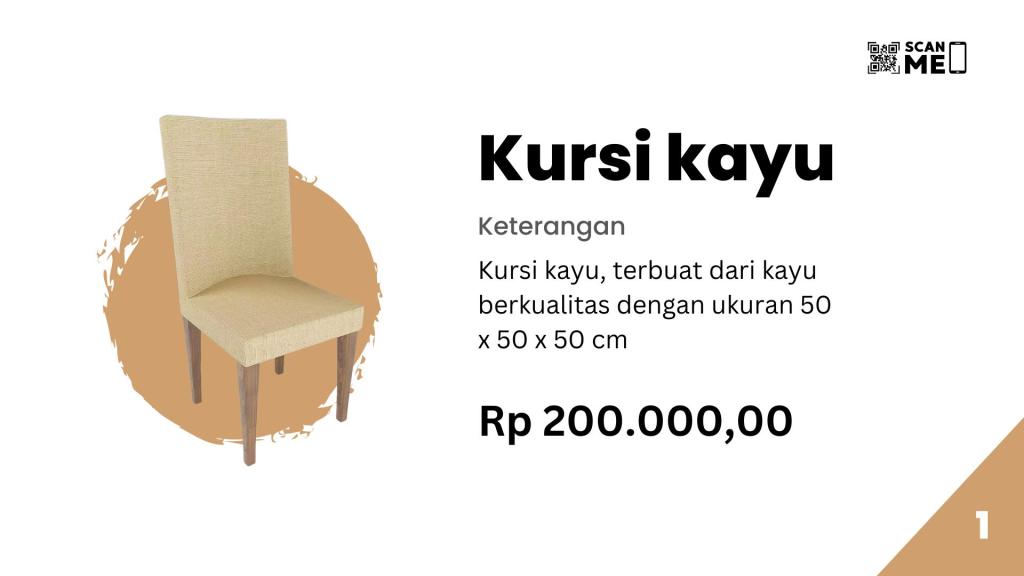 SCAN
ME
Kursi kayu
Keterangan
Kursi kayu, terbuat dari kayu
berkualitas dengan ukuran 50
x 50 x 50 cm
Rp 200.000,00
1